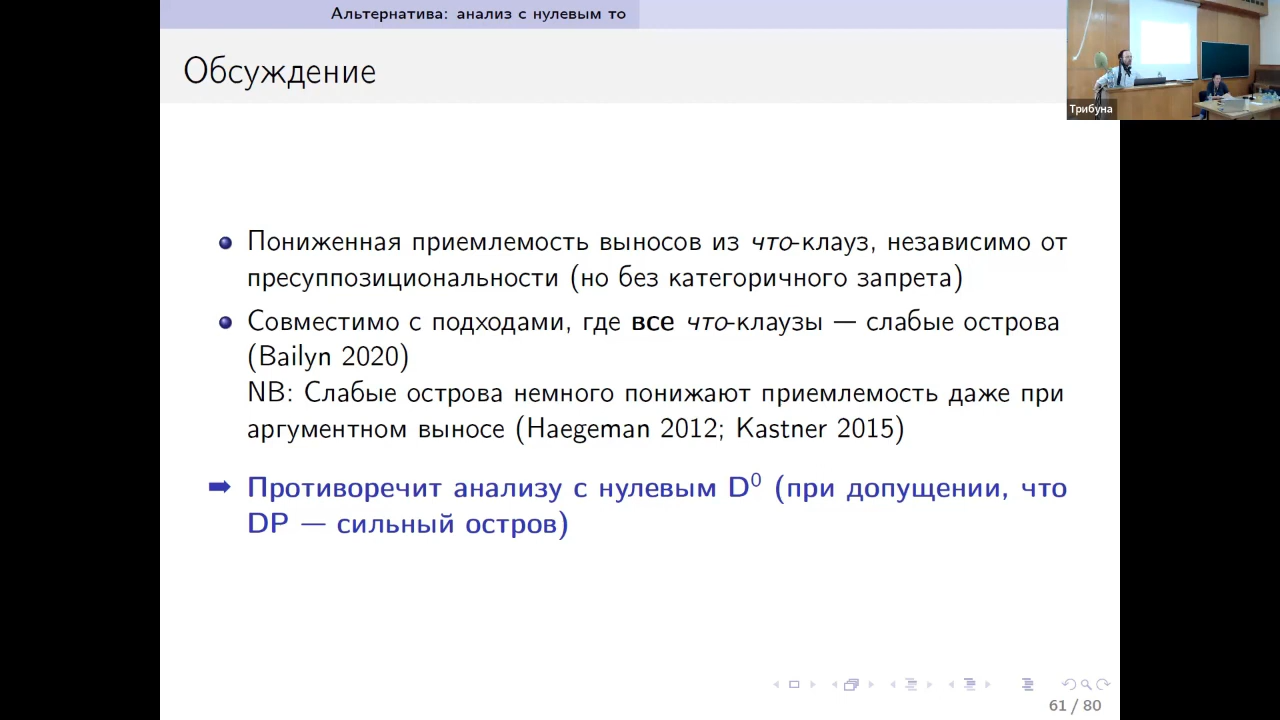 Альтернатива: анализ с нулевым то
Трибуна
Обсуждение
Пониженная приемлемость выносов из что-клауз, независимо от
пресуппозициональности (но без категоричного запрета)
Совместимо с подходами, где все что-клаузы — слабые острова
(Bailyn 2020)
NB: Слабые острова немного понижают приемлемость даже при
аргументном выносе (Haegeman 2012; Kastner 2015)
Противоречит анализу с нулевым D⁰ (при допущении, что
DP — сильный остров)
61 / 80